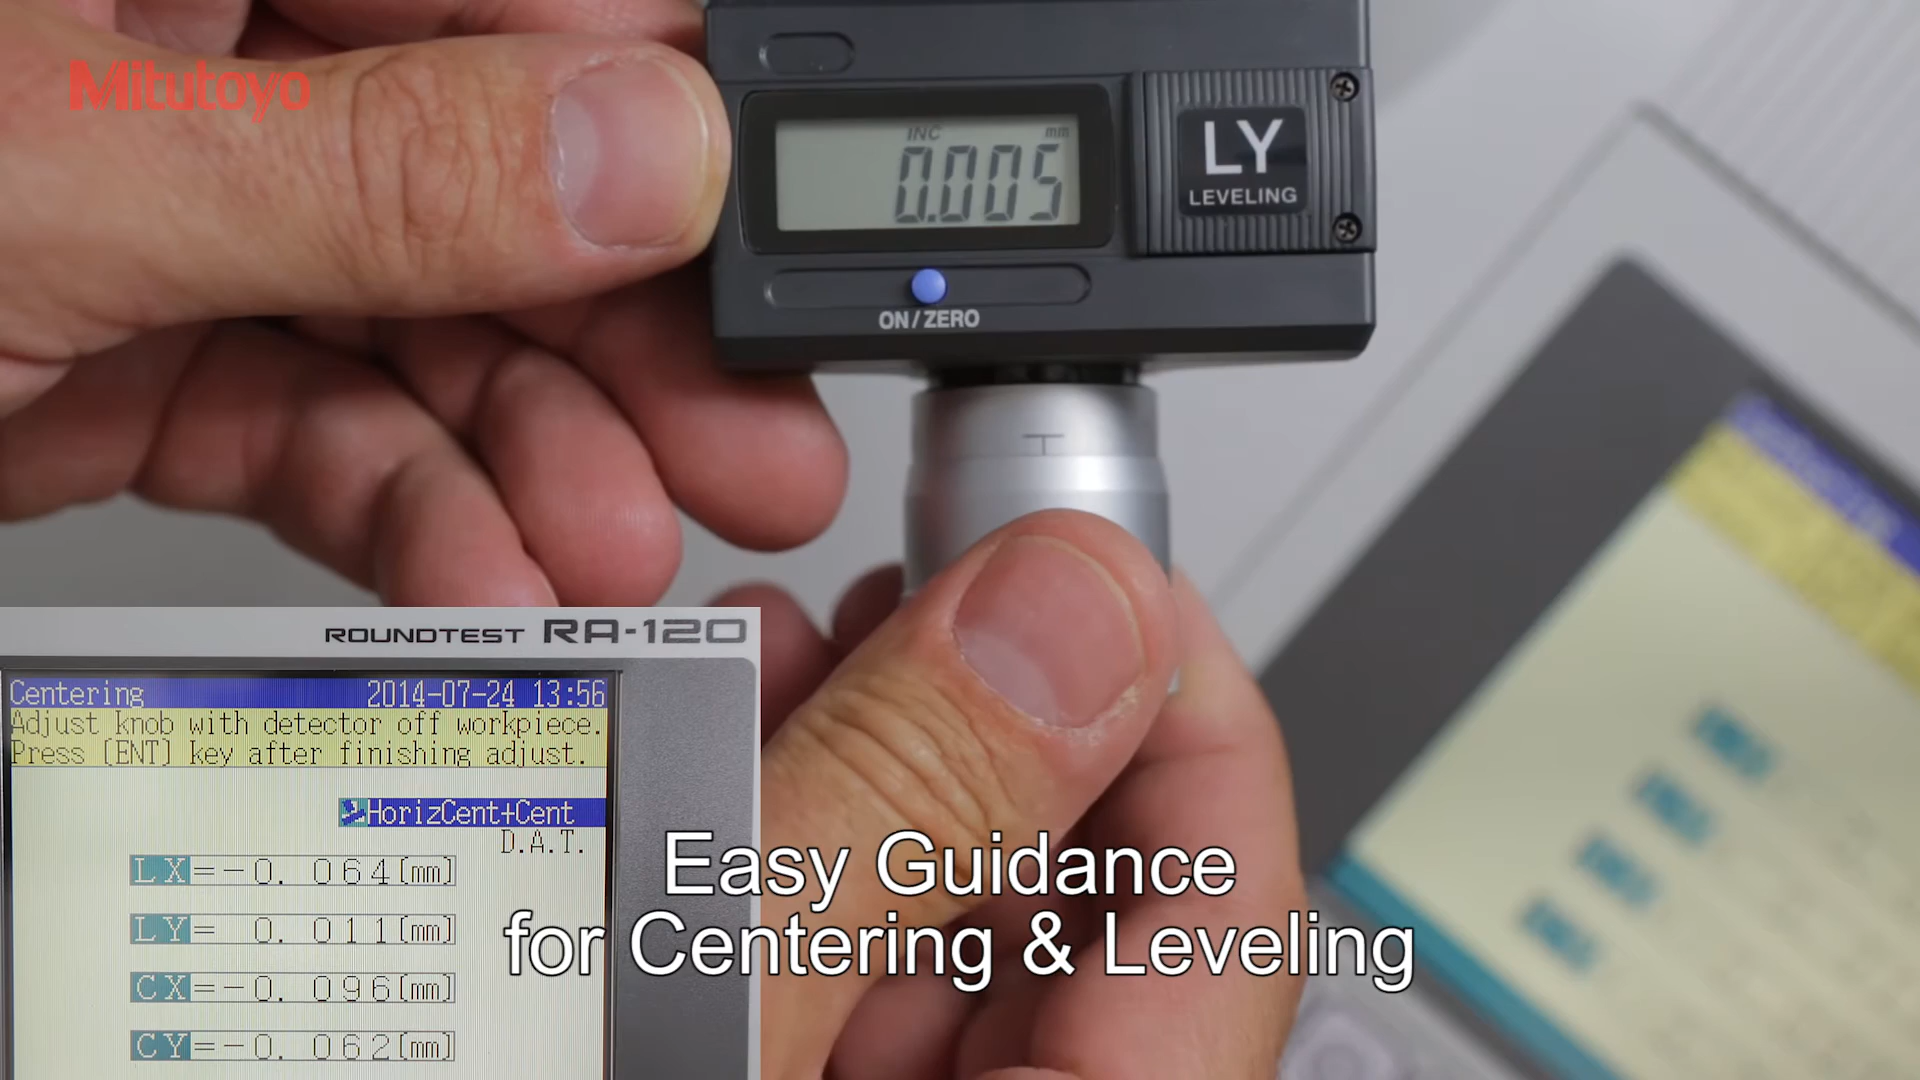 Mitutoyo
INC mm
0.005
LY
LEVELING
ON/ZERO
ROUNDTEST RA-120
Centering 2014-07-24 13:56
Adjust knob with detector off workpiece.
Press [ENT] key after finishing adjust.
HorizCent+Cent
D.A.T.
LX=-0.064[mm]
LY= 0.011[mm]
CX=-0.096[mm]
CY=-0.062[mm]
Easy Guidance
for Centering & Leveling